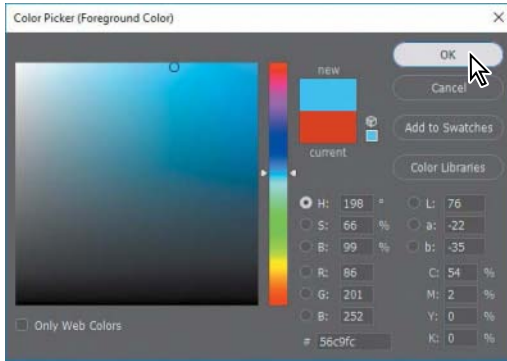 Color Picker (Foreground Color)
new
current
OK
Cancel
Add to Swatches
Color Libraries
H: 198 °
S: 66 %
B: 99 %
R: 86
G: 201
B: 252
# 56c9fc
L: 76
a: -22
b: -35
C: 54 %
M: 2 %
Y: 0 %
K: 0 %
Only Web Colors